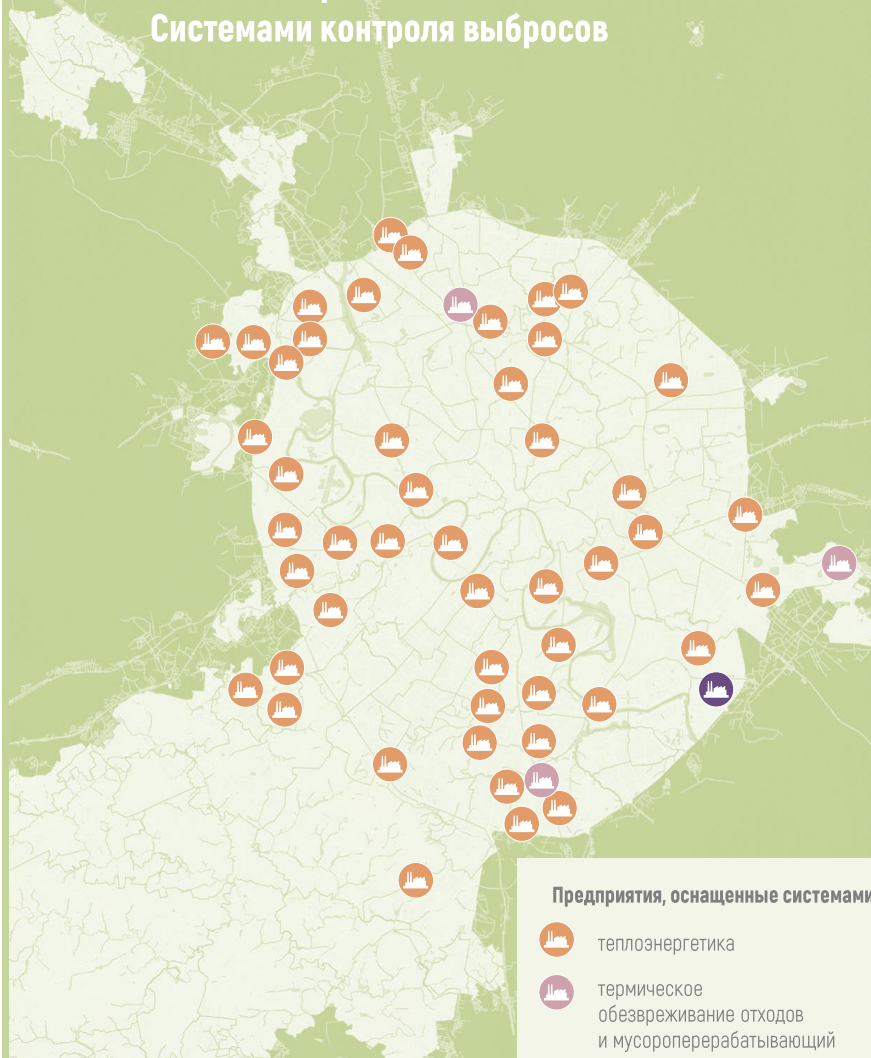 Системами контроля выбросов
Предприятия, оснащенные системами
теплоэнергетика
термическое
обезвреживание отходов
и мусороперерабатывающий